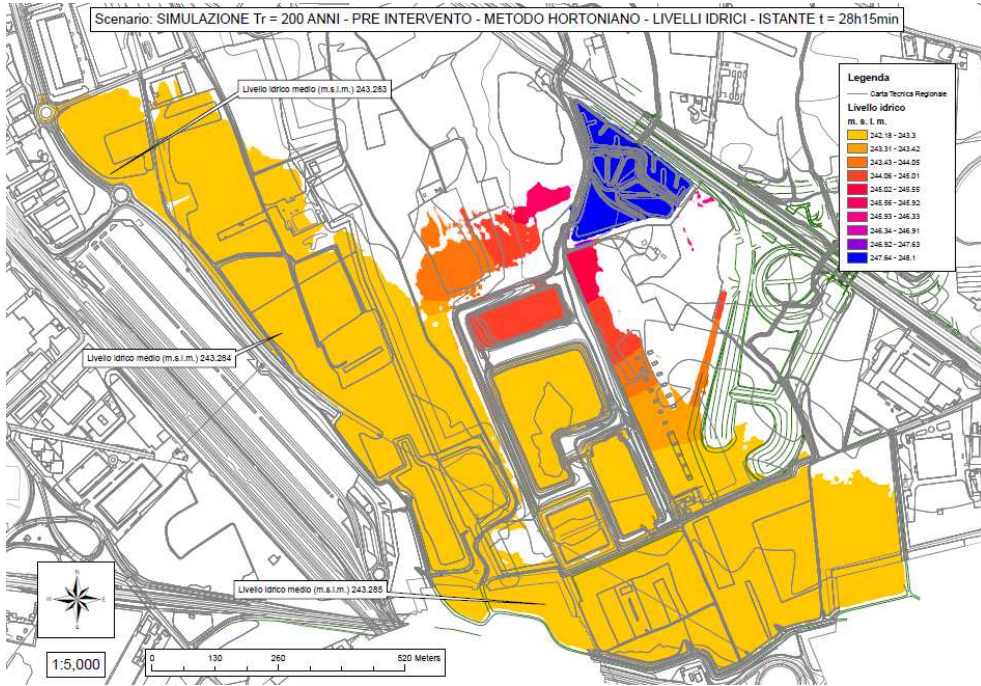 Scenario: SIMULAZIONE Tr = 200 ANNI - PRE INTERVENTO - METODO HORTONIANO - LIVELLI IDRICI - ISTANTE t = 28h15min
Livello idrico medio (m.s.l.m.) 243.283
Legenda
Carta Tecnica Regionale
Livello idrico
m. s. l. m.
242.18 - 243.3
243.31 - 243.42
243.43 - 244.05
244.06 - 245.01
245.02 - 245.55
245.56 - 245.92
245.93 - 246.33
246.34 - 246.91
246.92 - 247.63
247.64 - 248.1
Livello idrico medio (m.s.l.m.) 243.284
Livello idrico medio (m.s.l.m.) 243.285
N
W E
S
1:5,000
0 130 260 520 Meters